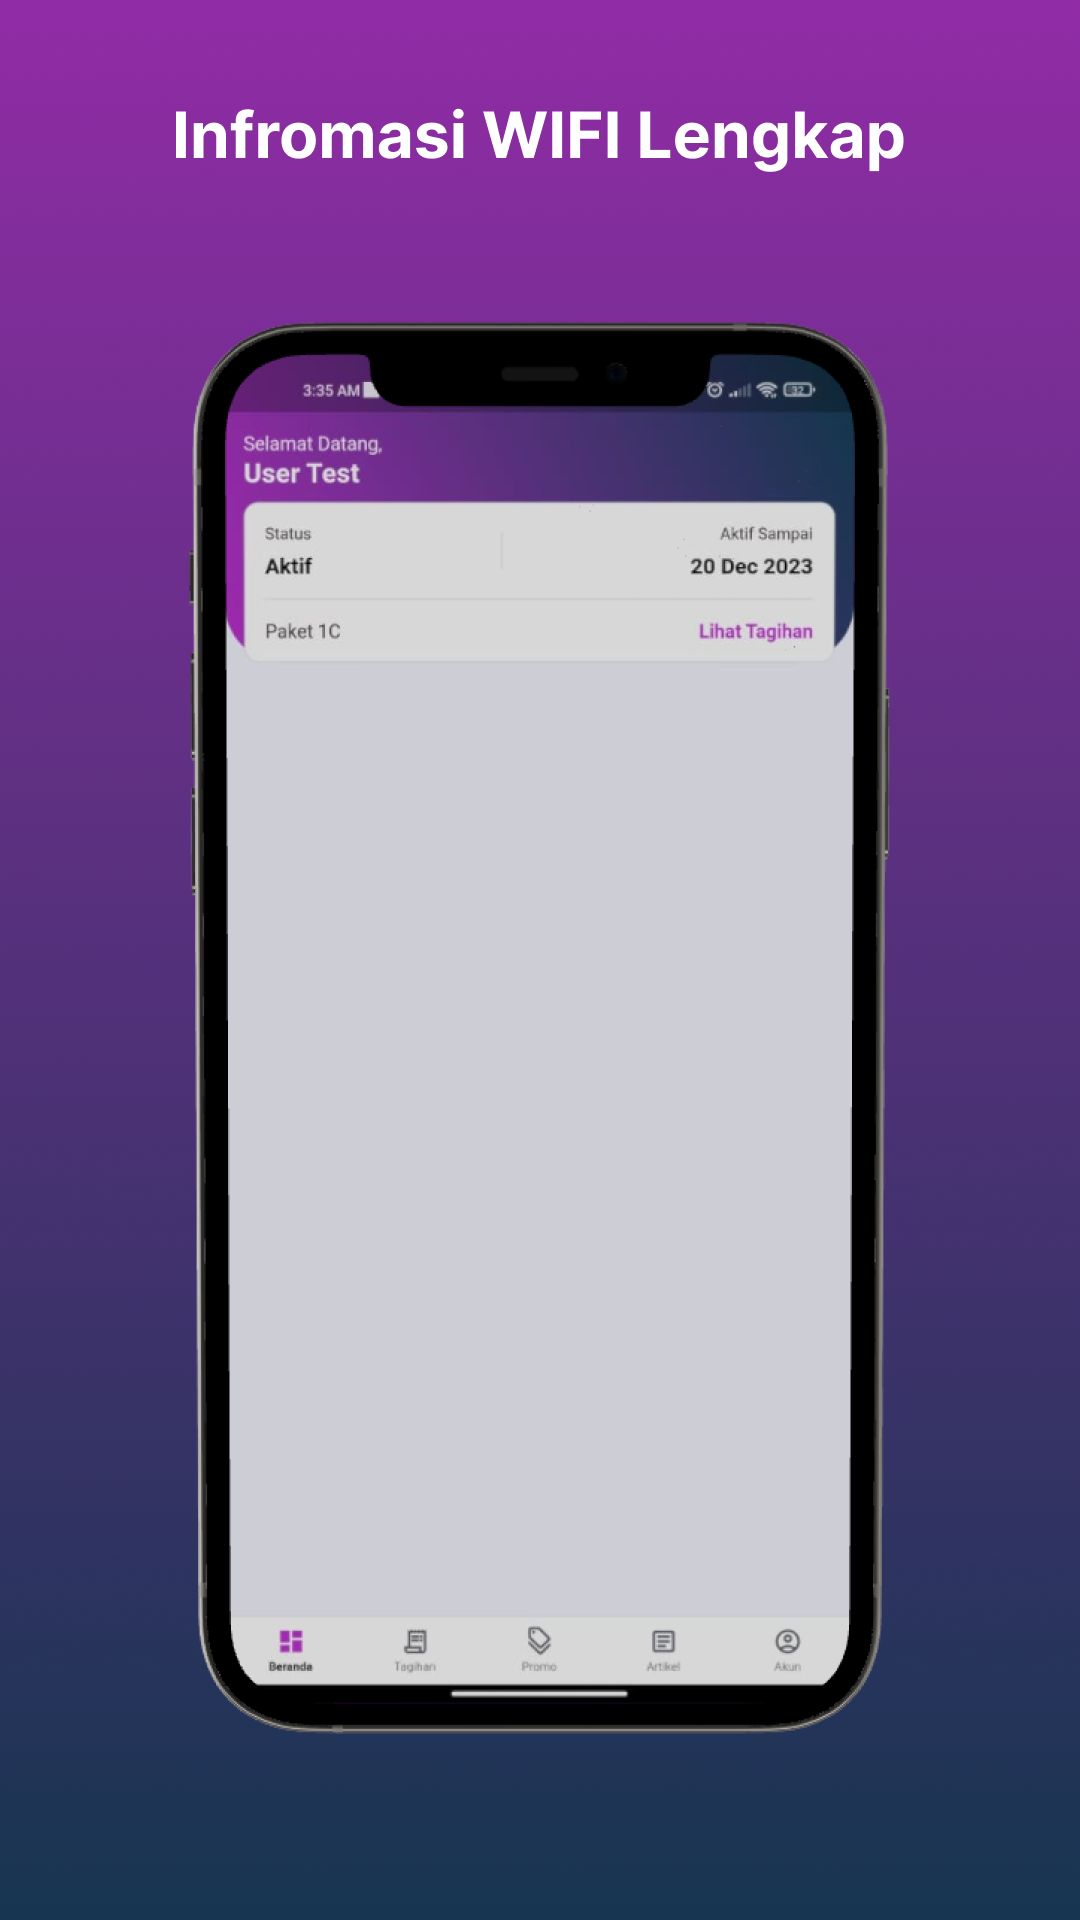 Infromasi WIFI Lengkap
3:35 AM
32
Selamat Datang,
User Test
Status
Aktif Sampai
Aktif
20 Dec 2023
Paket 1C
Lihat Tagihan
Beranda
Tagihan
Promo
Artikel
Akun